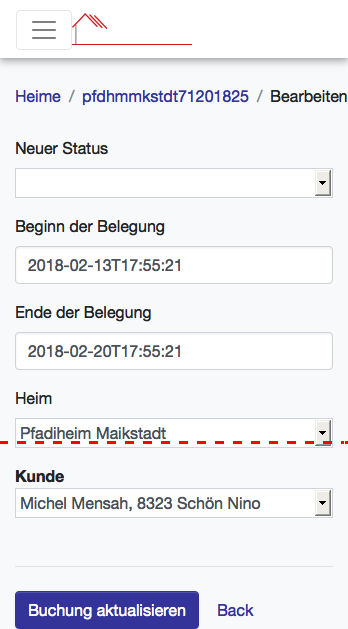 Heime / pfdhmmkstdt71201825 / Bearbeiten
Neuer Status
Beginn der Belegung
2018-02-13T17:55:21
Ende der Belegung
2018-02-20T17:55:21
Heim
Pfadiheim Maikstadt
Kunde
Michel Mensah, 8323 Schön Nino
Buchung aktualisieren Back